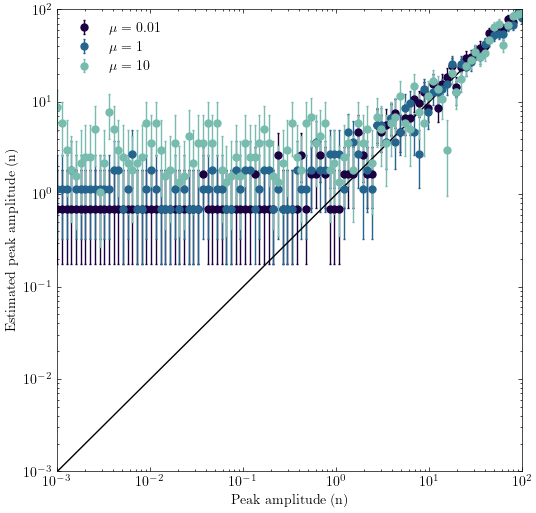 10²
μ = 0.01
μ = 1
μ = 10
10¹
10⁰
10⁻¹
10⁻²
10⁻³
Estimated peak amplitude (n)
10⁻³ 10⁻² 10⁻¹ 10⁰ 10¹ 10²
Peak amplitude (n)